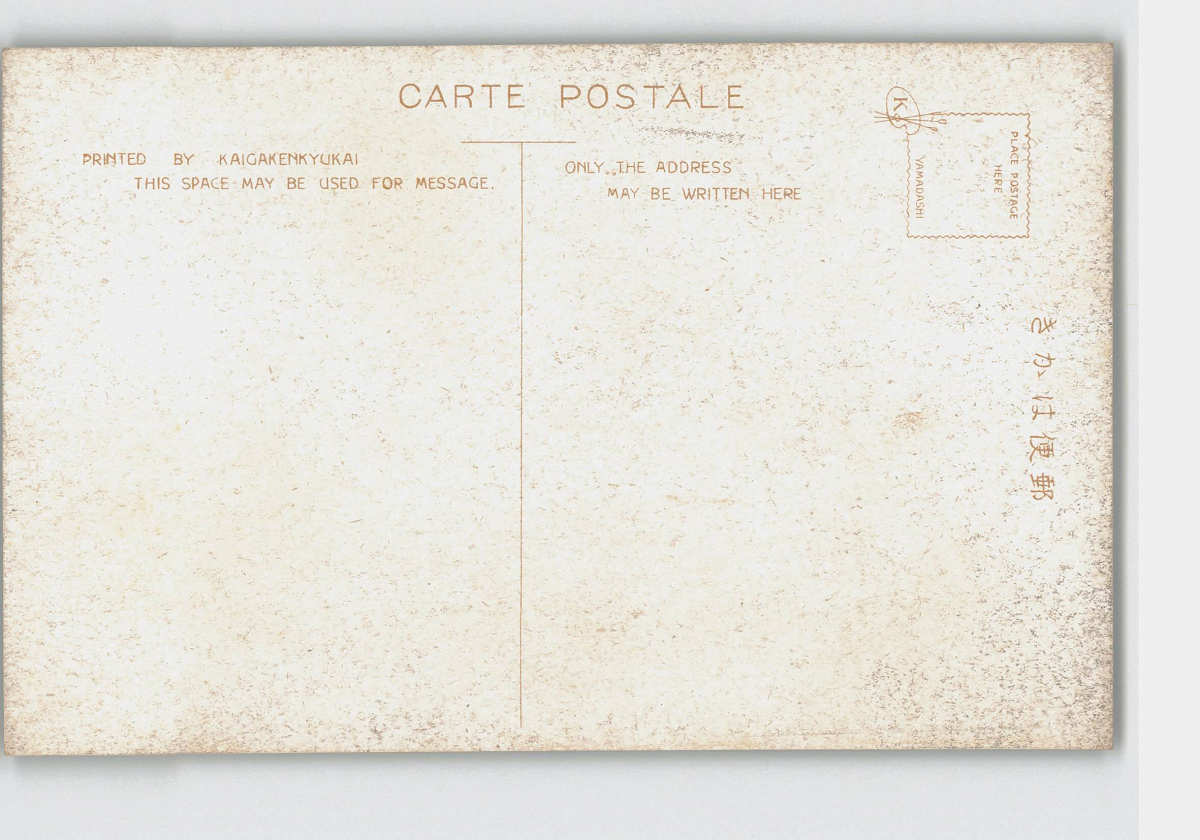 CARTE POSTALE
PRINTED BY KAIGAKENKYUKAI
THIS SPACE MAY BE USED FOR MESSAGE.
ONLY THE ADDRESS
MAY BE WRITTEN HERE
K
PLACE POSTAGE
HERE
YAMADASHI
きかは便郵